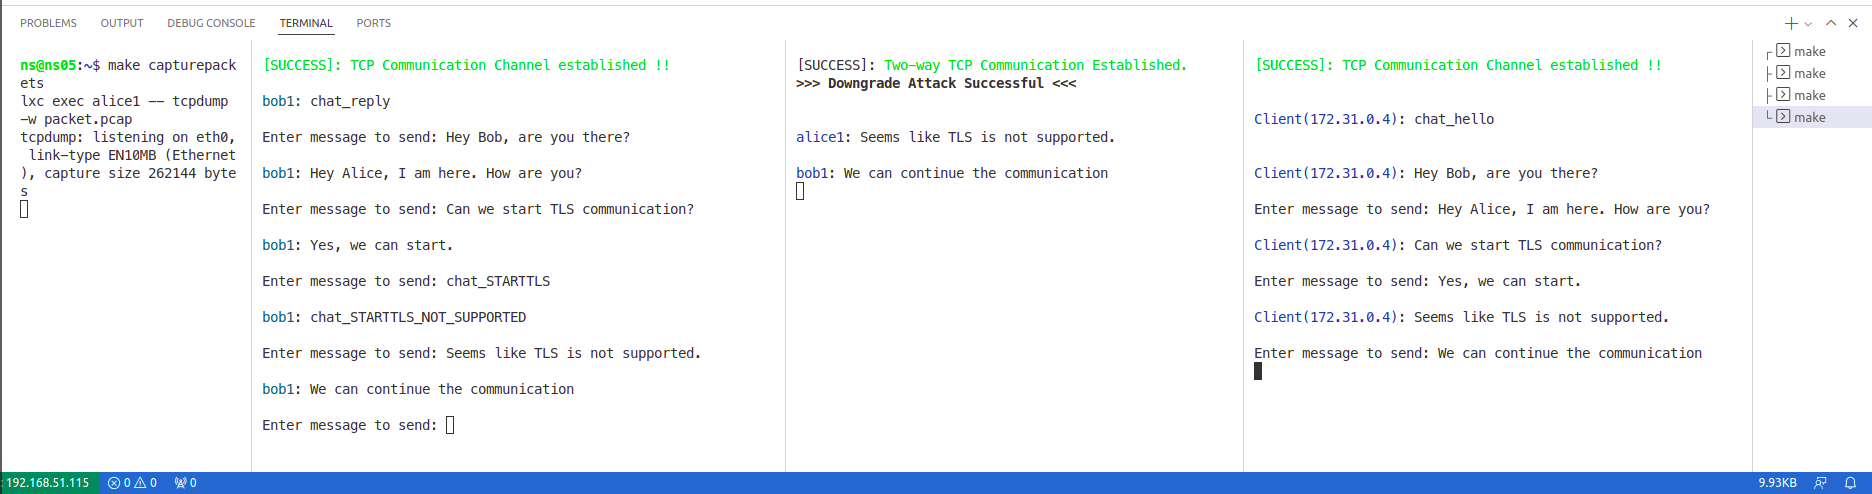 PROBLEMS OUTPUT DEBUG CONSOLE TERMINAL PORTS
ns@ns05:~$ make capturepack
ets
lxc exec alice1 -- tcpdump
-w packet.pcap
tcpdump: listening on eth0,
link-type EN10MB (Ethernet
), capture size 262144 byte
s
[SUCCESS]: TCP Communication Channel established !!
bob1: chat_reply
Enter message to send: Hey Bob, are you there?
bob1: Hey Alice, I am here. How are you?
Enter message to send: Can we start TLS communication?
bob1: Yes, we can start.
Enter message to send: chat_STARTTLS
bob1: chat_STARTTLS_NOT_SUPPORTED
Enter message to send: Seems like TLS is not supported.
bob1: We can continue the communication
Enter message to send:
[SUCCESS]: Two-way TCP Communication Established.
>>> Downgrade Attack Successful <<<
alice1: Seems like TLS is not supported.
bob1: We can continue the communication
[SUCCESS]: TCP Communication Channel established !!
Client(172.31.0.4): chat_hello
Client(172.31.0.4): Hey Bob, are you there?
Enter message to send: Hey Alice, I am here. How are you?
Client(172.31.0.4): Can we start TLS communication?
Enter message to send: Yes, we can start.
Client(172.31.0.4): Seems like TLS is not supported.
Enter message to send: We can continue the communication
make
make
make
make
192.168.51.115 0 0 0 9.93KB